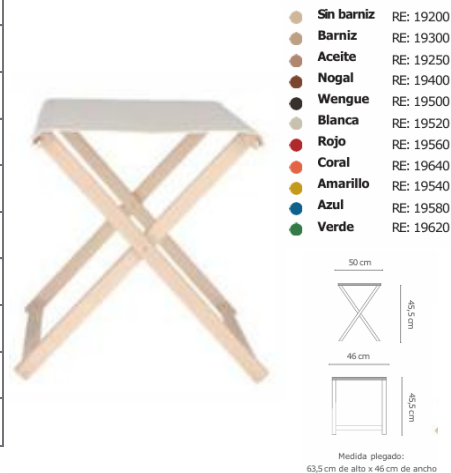 Sin barniz RE: 19200
Barniz RE: 19300
Aceite RE: 19250
Nogal RE: 19400
Wengue RE: 19500
Blanca RE: 19520
Rojo RE: 19560
Coral RE: 19640
Amarillo RE: 19540
Azul RE: 19580
Verde RE: 19620
50 cm
45,5 cm
46 cm
45,5 cm
Medida plegado:
63,5 cm de alto x 46 cm de ancho